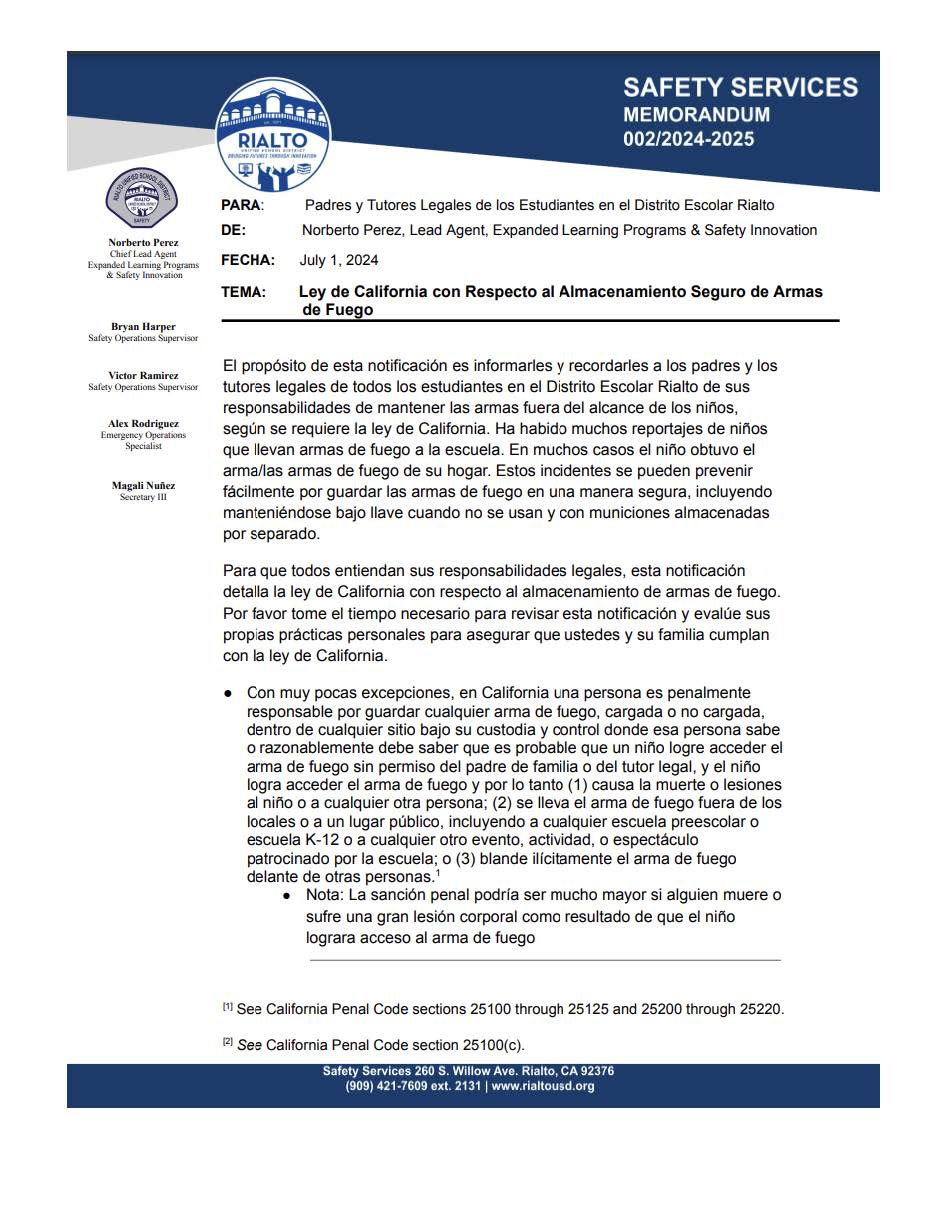 SAFETY SERVICES
MEMORANDUM
002/2024-2025
RIALTO
UNIFIED SCHOOL DISTRICT
BRIDGING FUTURES THROUGH INNOVATION
RIALTO UNIFIED SCHOOL DISTRICT
RIALTO
SAFETY
Norberto Perez
Chief Lead Agent
Expanded Learning Programs
& Safety Innovation
Bryan Harper
Safety Operations Supervisor
Victor Ramirez
Safety Operations Supervisor
Alex Rodriguez
Emergency Operations
Specialist
Magali Nuñez
Secretary III
PARA: Padres y Tutores Legales de los Estudiantes en el Distrito Escolar Rialto
DE: Norberto Perez, Lead Agent, Expanded Learning Programs & Safety Innovation
FECHA: July 1, 2024
TEMA: Ley de California con Respecto al Almacenamiento Seguro de Armas
de Fuego
El propósito de esta notificación es informarles y recordarles a los padres y los
tutores legales de todos los estudiantes en el Distrito Escolar Rialto de sus
responsabilidades de mantener las armas fuera del alcance de los niños,
según se requiere la ley de California. Ha habido muchos reportajes de niños
que llevan armas de fuego a la escuela. En muchos casos el niño obtuvo el
arma/las armas de fuego de su hogar. Estos incidentes se pueden prevenir
fácilmente por guardar las armas de fuego en una manera segura, incluyendo
manteniéndose bajo llave cuando no se usan y con municiones almacenadas
por separado.
Para que todos entiendan sus responsabilidades legales, esta notificación
detalla la ley de California con respecto al almacenamiento de armas de fuego.
Por favor tome el tiempo necesario para revisar esta notificación y evalúe sus
propias prácticas personales para asegurar que ustedes y su familia cumplan
con la ley de California.
● Con muy pocas excepciones, en California una persona es penalmente
responsable por guardar cualquier arma de fuego, cargada o no cargada,
dentro de cualquier sitio bajo su custodia y control donde esa persona sabe
o razonablemente debe saber que es probable que un niño logre acceder el
arma de fuego sin permiso del padre de familia o del tutor legal, y el niño
logra acceder el arma de fuego y por lo tanto (1) causa la muerte o lesiones
al niño o a cualquier otra persona; (2) se lleva el arma de fuego fuera de los
locales o a un lugar público, incluyendo a cualquier escuela preescolar o
escuela K-12 o a cualquier otro evento, actividad, o espectáculo
patrocinado por la escuela; o (3) blande ilícitamente el arma de fuego
delante de otras personas.1
● Nota: La sanción penal podría ser mucho mayor si alguien muere o
sufre una gran lesión corporal como resultado de que el niño
lograra acceso al arma de fuego
[1] See California Penal Code sections 25100 through 25125 and 25200 through 25220.
[2] See California Penal Code section 25100(c).
Safety Services 260 S. Willow Ave. Rialto, CA 92376
(909) 421-7609 ext. 2131 | www.rialtousd.org